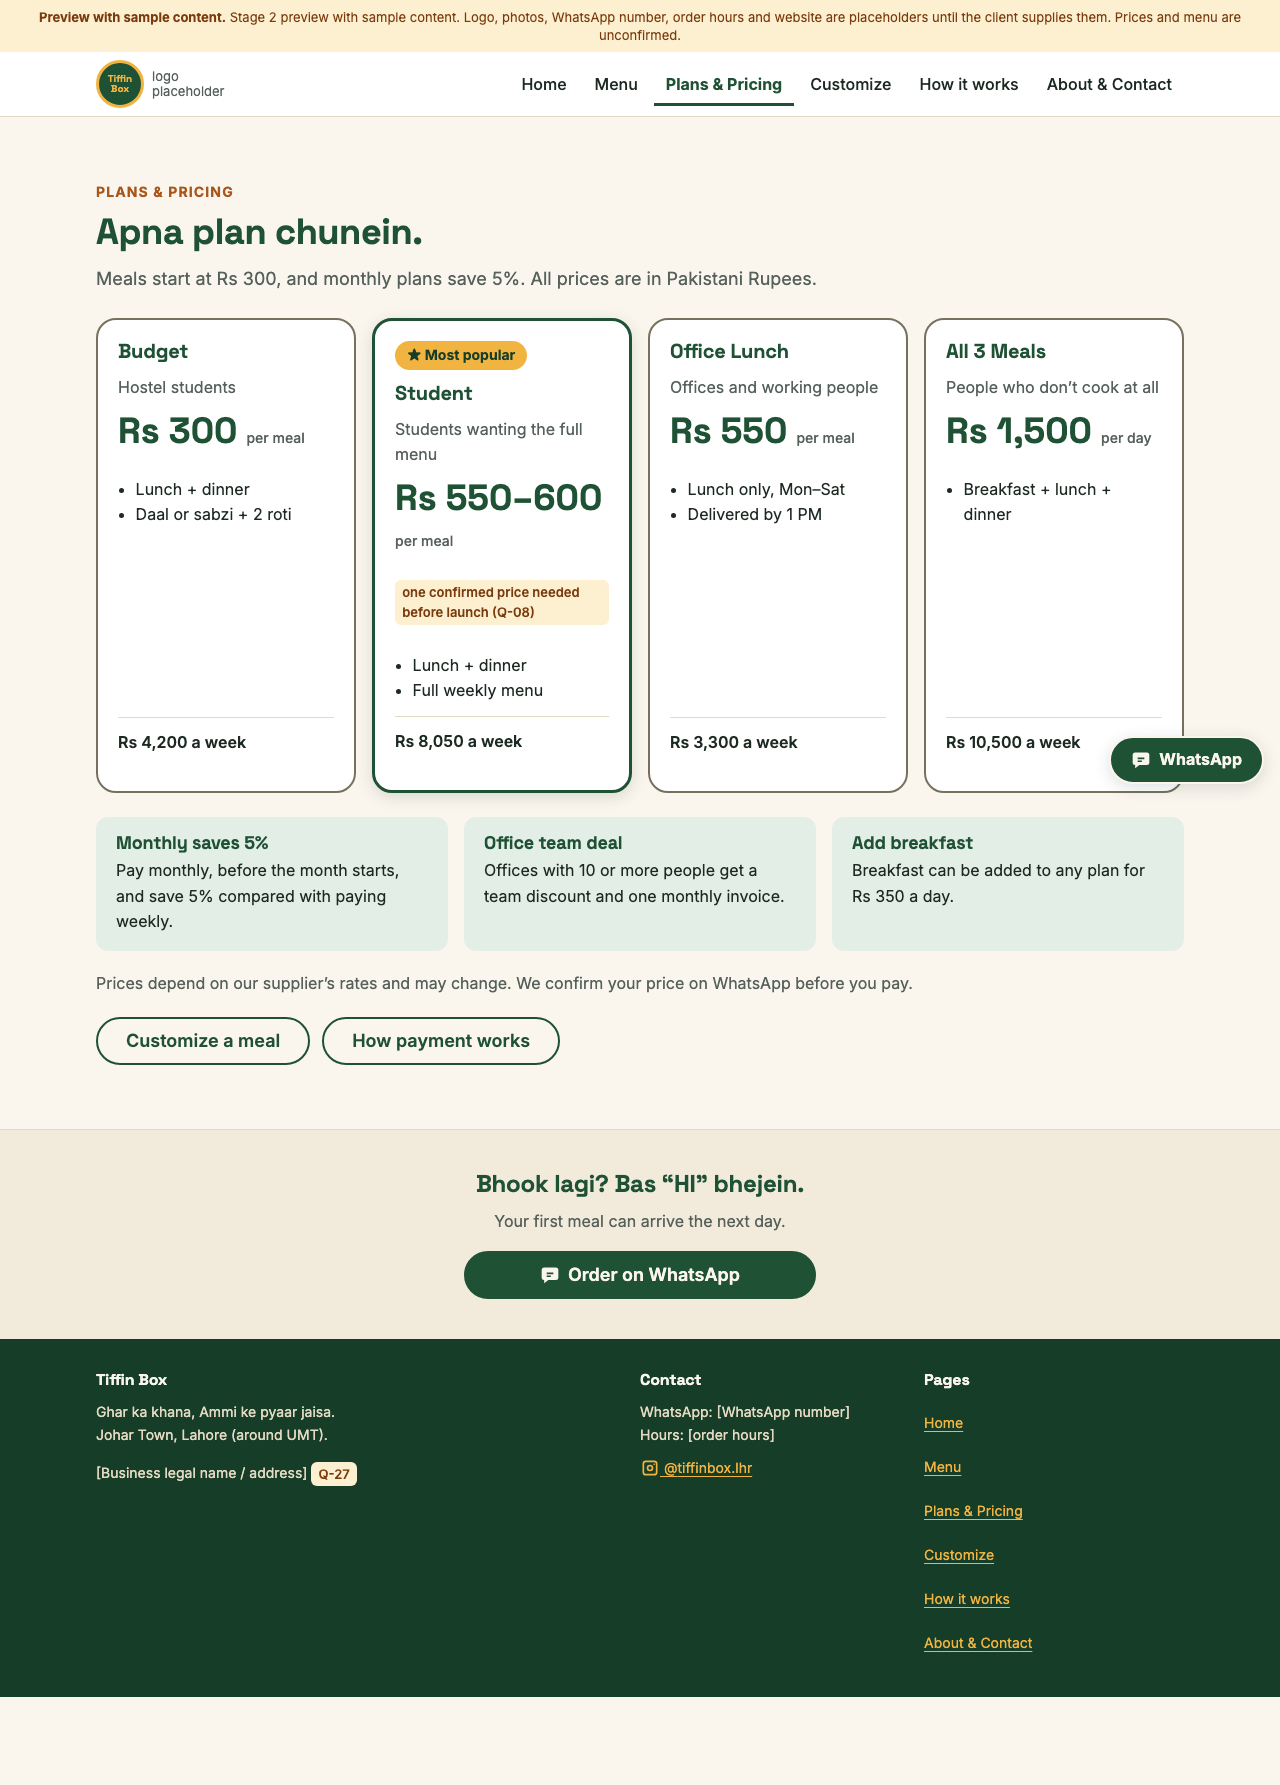 Preview with sample content. Stage 2 preview with sample content. Logo, photos, WhatsApp number, order hours and website are placeholders until the client supplies them. Prices and menu are
unconfirmed.
Tiffin
Box
logo
placeholder
Home
Menu
Plans & Pricing
Customize
How it works
About & Contact
PLANS & PRICING
Apna plan chunein.
Meals start at Rs 300, and monthly plans save 5%. All prices are in Pakistani Rupees.
Budget
Hostel students
Rs 300 per meal
Lunch + dinner
Daal or sabzi + 2 roti
Rs 4,200 a week
Most popular
Student
Students wanting the full
menu
Rs 550–600
per meal
one confirmed price needed
before launch (Q-08)
Lunch + dinner
Full weekly menu
Rs 8,050 a week
Office Lunch
Offices and working people
Rs 550 per meal
Lunch only, Mon–Sat
Delivered by 1 PM
Rs 3,300 a week
All 3 Meals
People who don’t cook at all
Rs 1,500 per day
Breakfast + lunch +
dinner
Rs 10,500 a week
WhatsApp
Monthly saves 5%
Pay monthly, before the month starts,
and save 5% compared with paying
weekly.
Office team deal
Offices with 10 or more people get a
team discount and one monthly invoice.
Add breakfast
Breakfast can be added to any plan for
Rs 350 a day.
Prices depend on our supplier’s rates and may change. We confirm your price on WhatsApp before you pay.
Customize a meal
How payment works
Bhook lagi? Bas “HI” bhejein.
Your first meal can arrive the next day.
Order on WhatsApp
Tiffin Box
Ghar ka khana, Ammi ke pyaar jaisa.
Johar Town, Lahore (around UMT).
[Business legal name / address] Q-27
Contact
WhatsApp: [WhatsApp number]
Hours: [order hours]
@tiffinbox.lhr
Pages
Home
Menu
Plans & Pricing
Customize
How it works
About & Contact